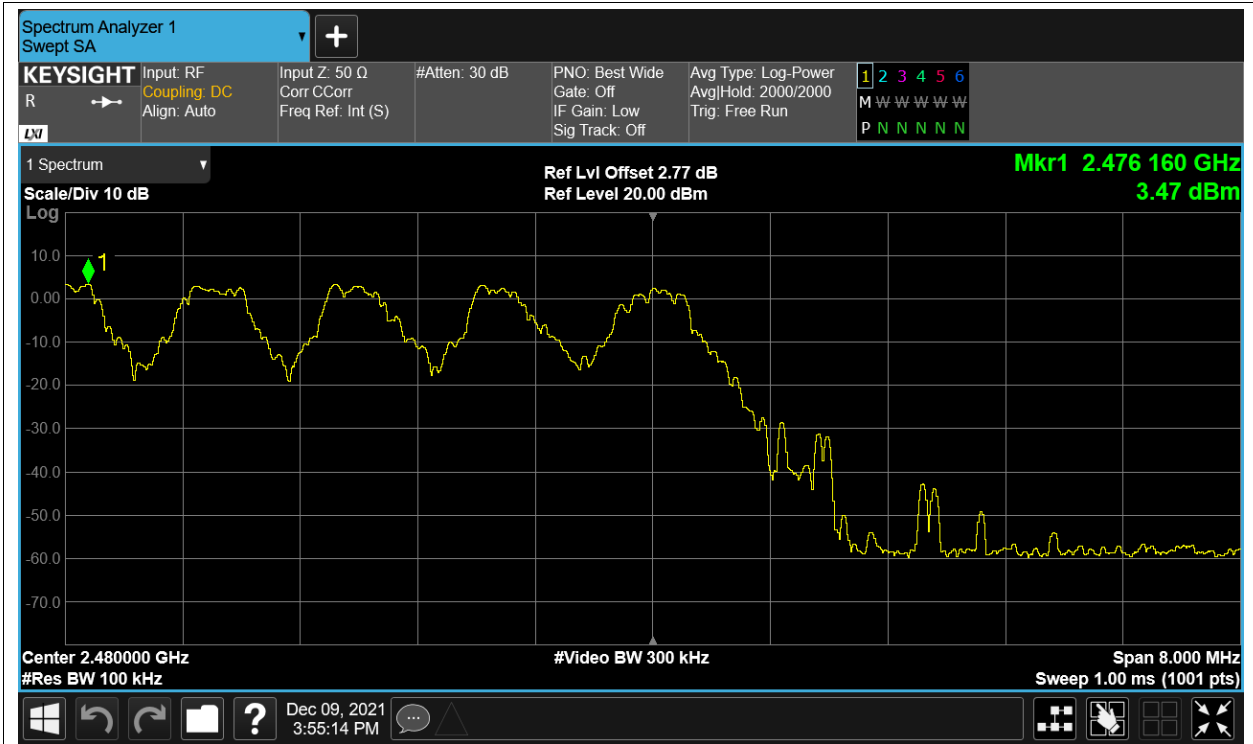 Spectrum Analyzer 1
Swept SA
KEYSIGHT
R
LXI
Input: RF
Coupling: DC
Align: Auto
Input Z: 50 Ω
Corr CCorr
Freq Ref: Int (S)
#Atten: 30 dB
PNO: Best Wide
Gate: Off
IF Gain: Low
Sig Track: Off
Avg Type: Log-Power
Avg|Hold: 2000/2000
Trig: Free Run
1 2 3 4 5 6
M W W W W W
P N N N N N
1 Spectrum
Scale/Div 10 dB
Log
Ref Lvl Offset 2.77 dB
Ref Level 20.00 dBm
Mkr1 2.476 160 GHz
3.47 dBm
1
10.0
0.00
-10.0
-20.0
-30.0
-40.0
-50.0
-60.0
-70.0
Center 2.480000 GHz
#Res BW 100 kHz
#Video BW 300 kHz
Span 8.000 MHz
Sweep 1.00 ms (1001 pts)
?
Dec 09, 2021
3:55:14 PM